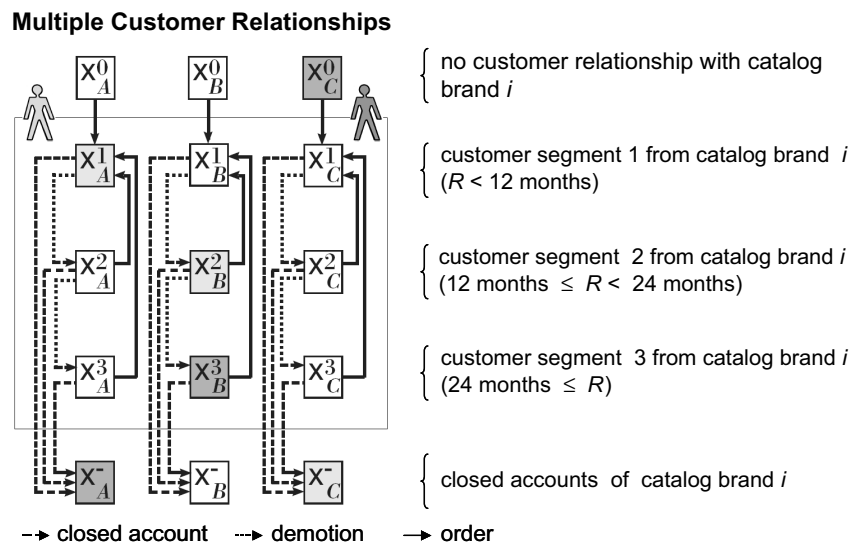 Multiple Customer Relationships
X⁰A X⁰B X⁰C
no customer relationship with catalog
brand i
X¹A X¹B X¹C
customer segment 1 from catalog brand i
(R < 12 months)
X²A X²B X²C
customer segment 2 from catalog brand i
(12 months ≤ R < 24 months)
X³A X³B X³C
customer segment 3 from catalog brand i
(24 months ≤ R)
X⁻A X⁻B X⁻C
closed accounts of catalog brand i
closed account demotion order